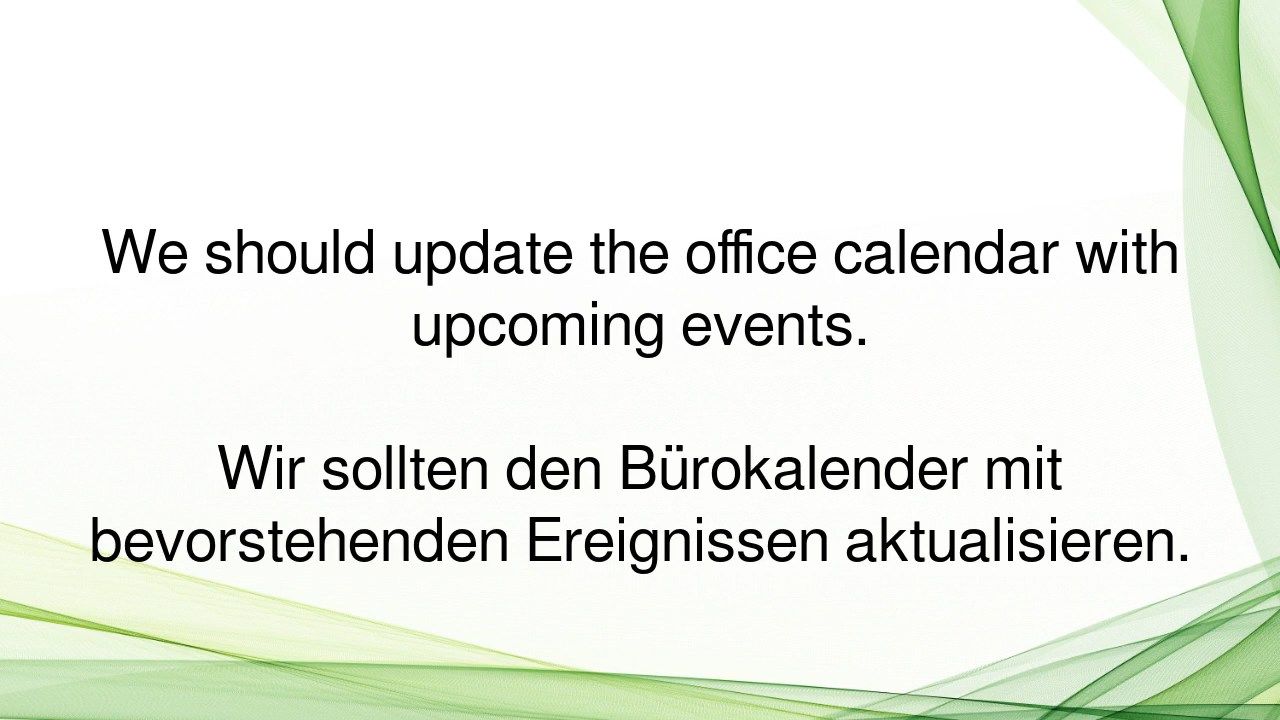 We should update the office calendar with
upcoming events.
Wir sollten den Bürokalender mit
bevorstehenden Ereignissen aktualisieren.